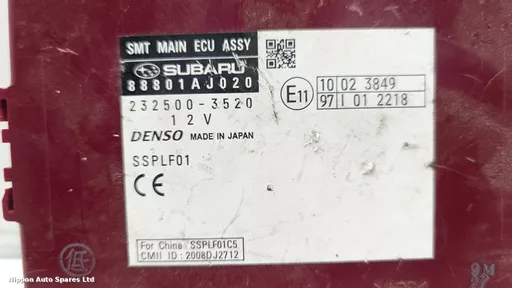 SMT MAIN ECU ASSY
SUBARU
88801AJ020
232500-3520
12V
DENSO MADE IN JAPAN
SSPLF01
CE
E11
10 02 3849
97 I 01 2218
For China SSPLF01C5
CMII ID : 2008DJ2712
Nippon Auto Spares Ltd